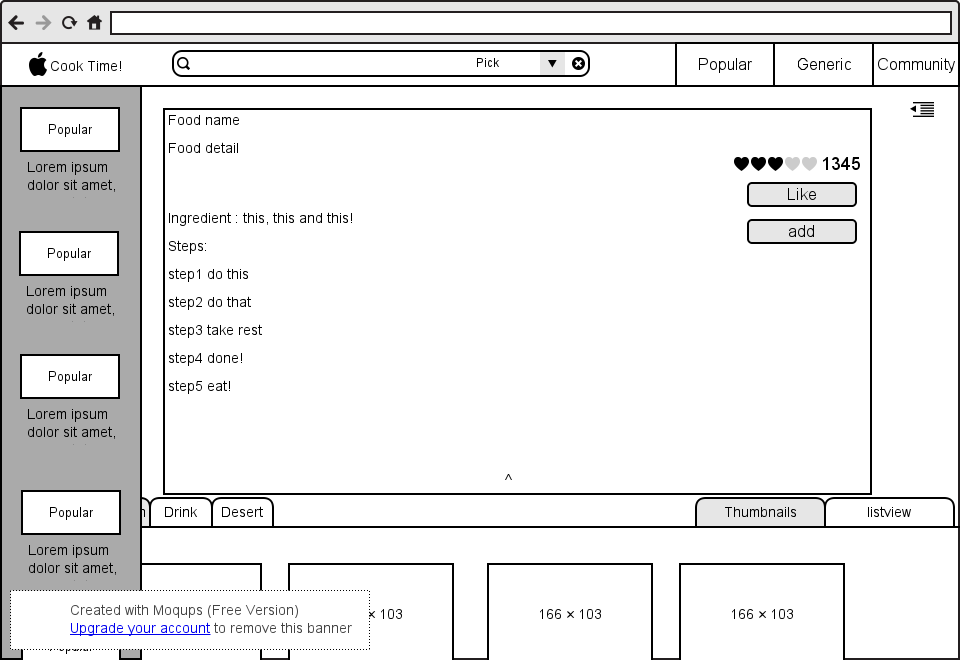 Cook Time!
Pick
Popular
Generic
Community
Popular
Lorem ipsum
dolor sit amet,
Popular
Lorem ipsum
dolor sit amet,
Popular
Lorem ipsum
dolor sit amet,
Popular
Lorem ipsum
dolor sit amet,
Food name
Food detail
1345
Like
add
Ingredient : this, this and this!
Steps:
step1 do this
step2 do that
step3 take rest
step4 done!
step5 eat!
^
Drink
Desert
Thumbnails
listview
× 103
166 × 103
166 × 103
Created with Moqups (Free Version)
Upgrade your account to remove this banner